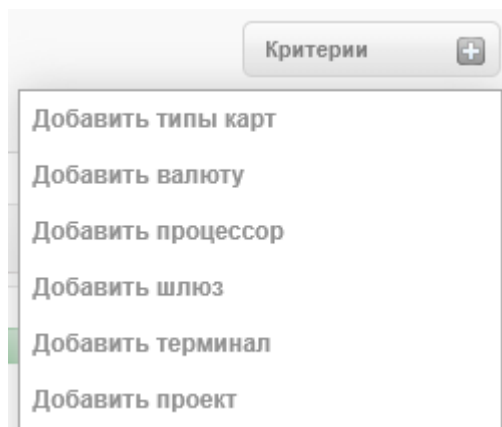 Критерии
Добавить типы карт
Добавить валюту
Добавить процессор
Добавить шлюз
Добавить терминал
Добавить проект